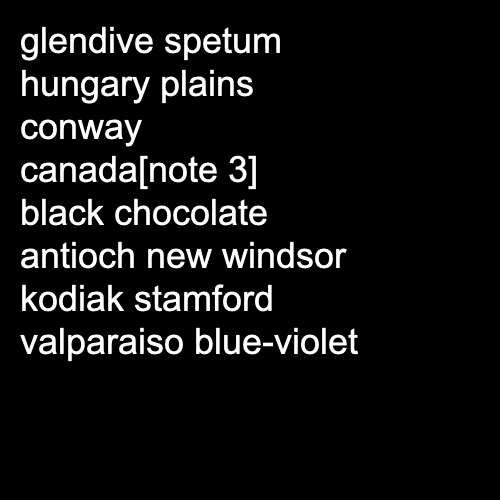 glendive spetum
hungary plains
conway
canada[note 3]
black chocolate
antioch new windsor
kodiak stamford
valparaiso blue-violet